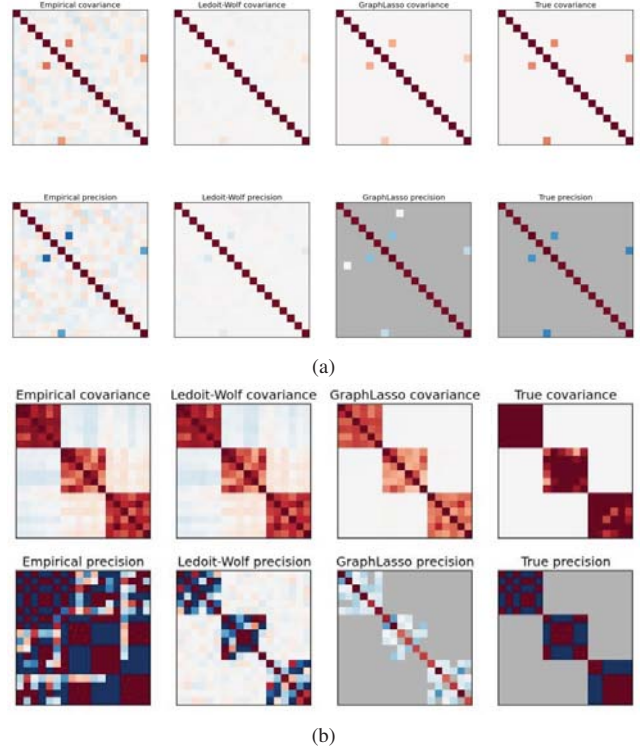 Empirical covariance Ledoit-Wolf covariance GraphLasso covariance True covariance
Empirical precision Ledoit-Wolf precision GraphLasso precision True precision
(a)
Empirical covariance Ledoit-Wolf covariance GraphLasso covariance True covariance
Empirical precision Ledoit-Wolf precision GraphLasso precision True precision
(b)